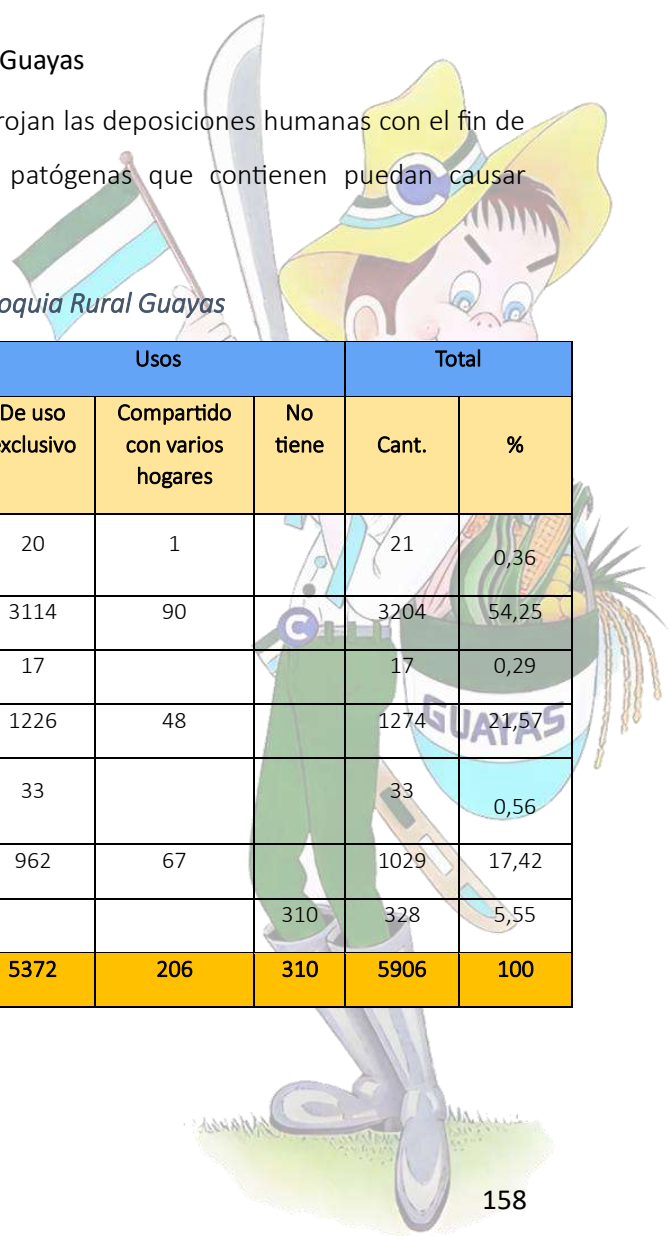 Guayas
rojan las deposiciones humanas con el fin de
patógenas que contienen puedan causar
oquia Rural Guayas
Usos Total
De uso exclusivo Compartido con varios hogares No tiene Cant. %
20 1 21 0,36
3114 90 3204 54,25
17 17 0,29
1226 48 1274 21,57
33 33 0,56
962 67 1029 17,42
310 328 5,55
5372 206 310 5906 100
C
GUAYAS
158